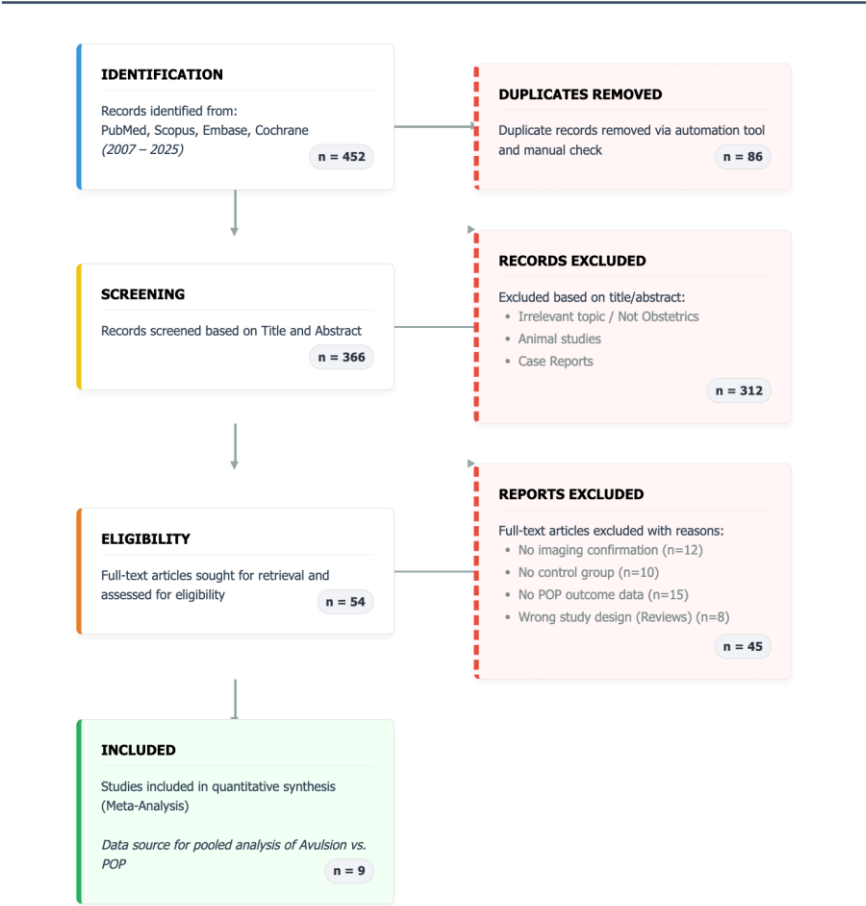 IDENTIFICATION
Records identified from:
PubMed, Scopus, Embase, Cochrane
(2007 – 2025)
n = 452
DUPLICATES REMOVED
Duplicate records removed via automation tool
and manual check
n = 86
SCREENING
Records screened based on Title and Abstract
n = 366
RECORDS EXCLUDED
Excluded based on title/abstract:
• Irrelevant topic / Not Obstetrics
• Animal studies
• Case Reports
n = 312
ELIGIBILITY
Full-text articles sought for retrieval and
assessed for eligibility
n = 54
REPORTS EXCLUDED
Full-text articles excluded with reasons:
• No imaging confirmation (n=12)
• No control group (n=10)
• No POP outcome data (n=15)
• Wrong study design (Reviews) (n=8)
n = 45
INCLUDED
Studies included in quantitative synthesis
(Meta-Analysis)
Data source for pooled analysis of Avulsion vs.
POP
n = 9